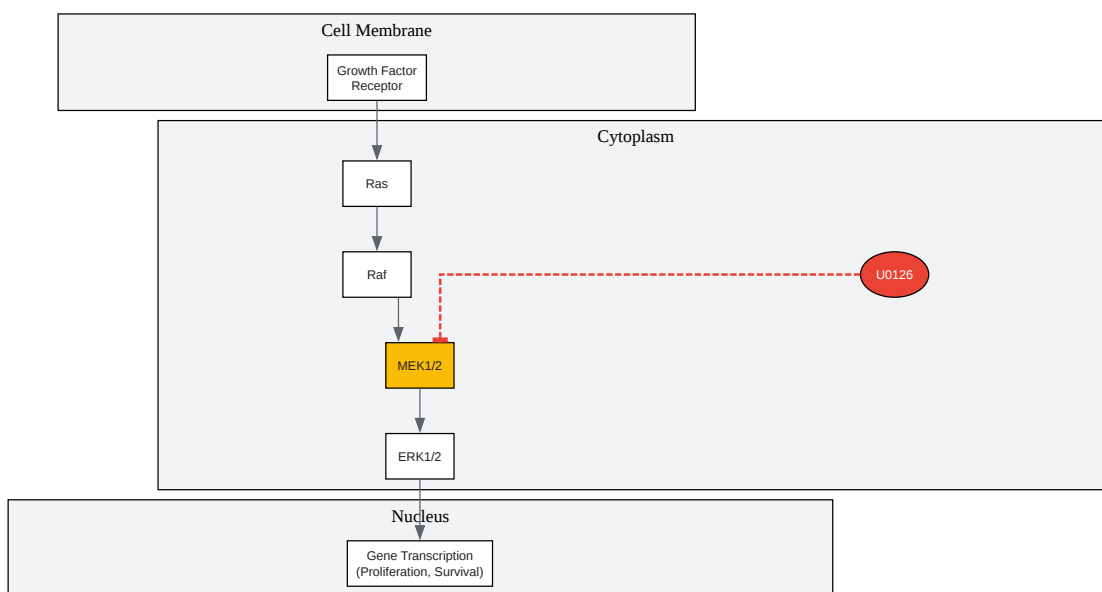 Cell Membrane
Growth Factor
Receptor
Cytoplasm
Ras
Raf
U0126
MEK1/2
ERK1/2
Nucleus
Gene Transcription
(Proliferation, Survival)